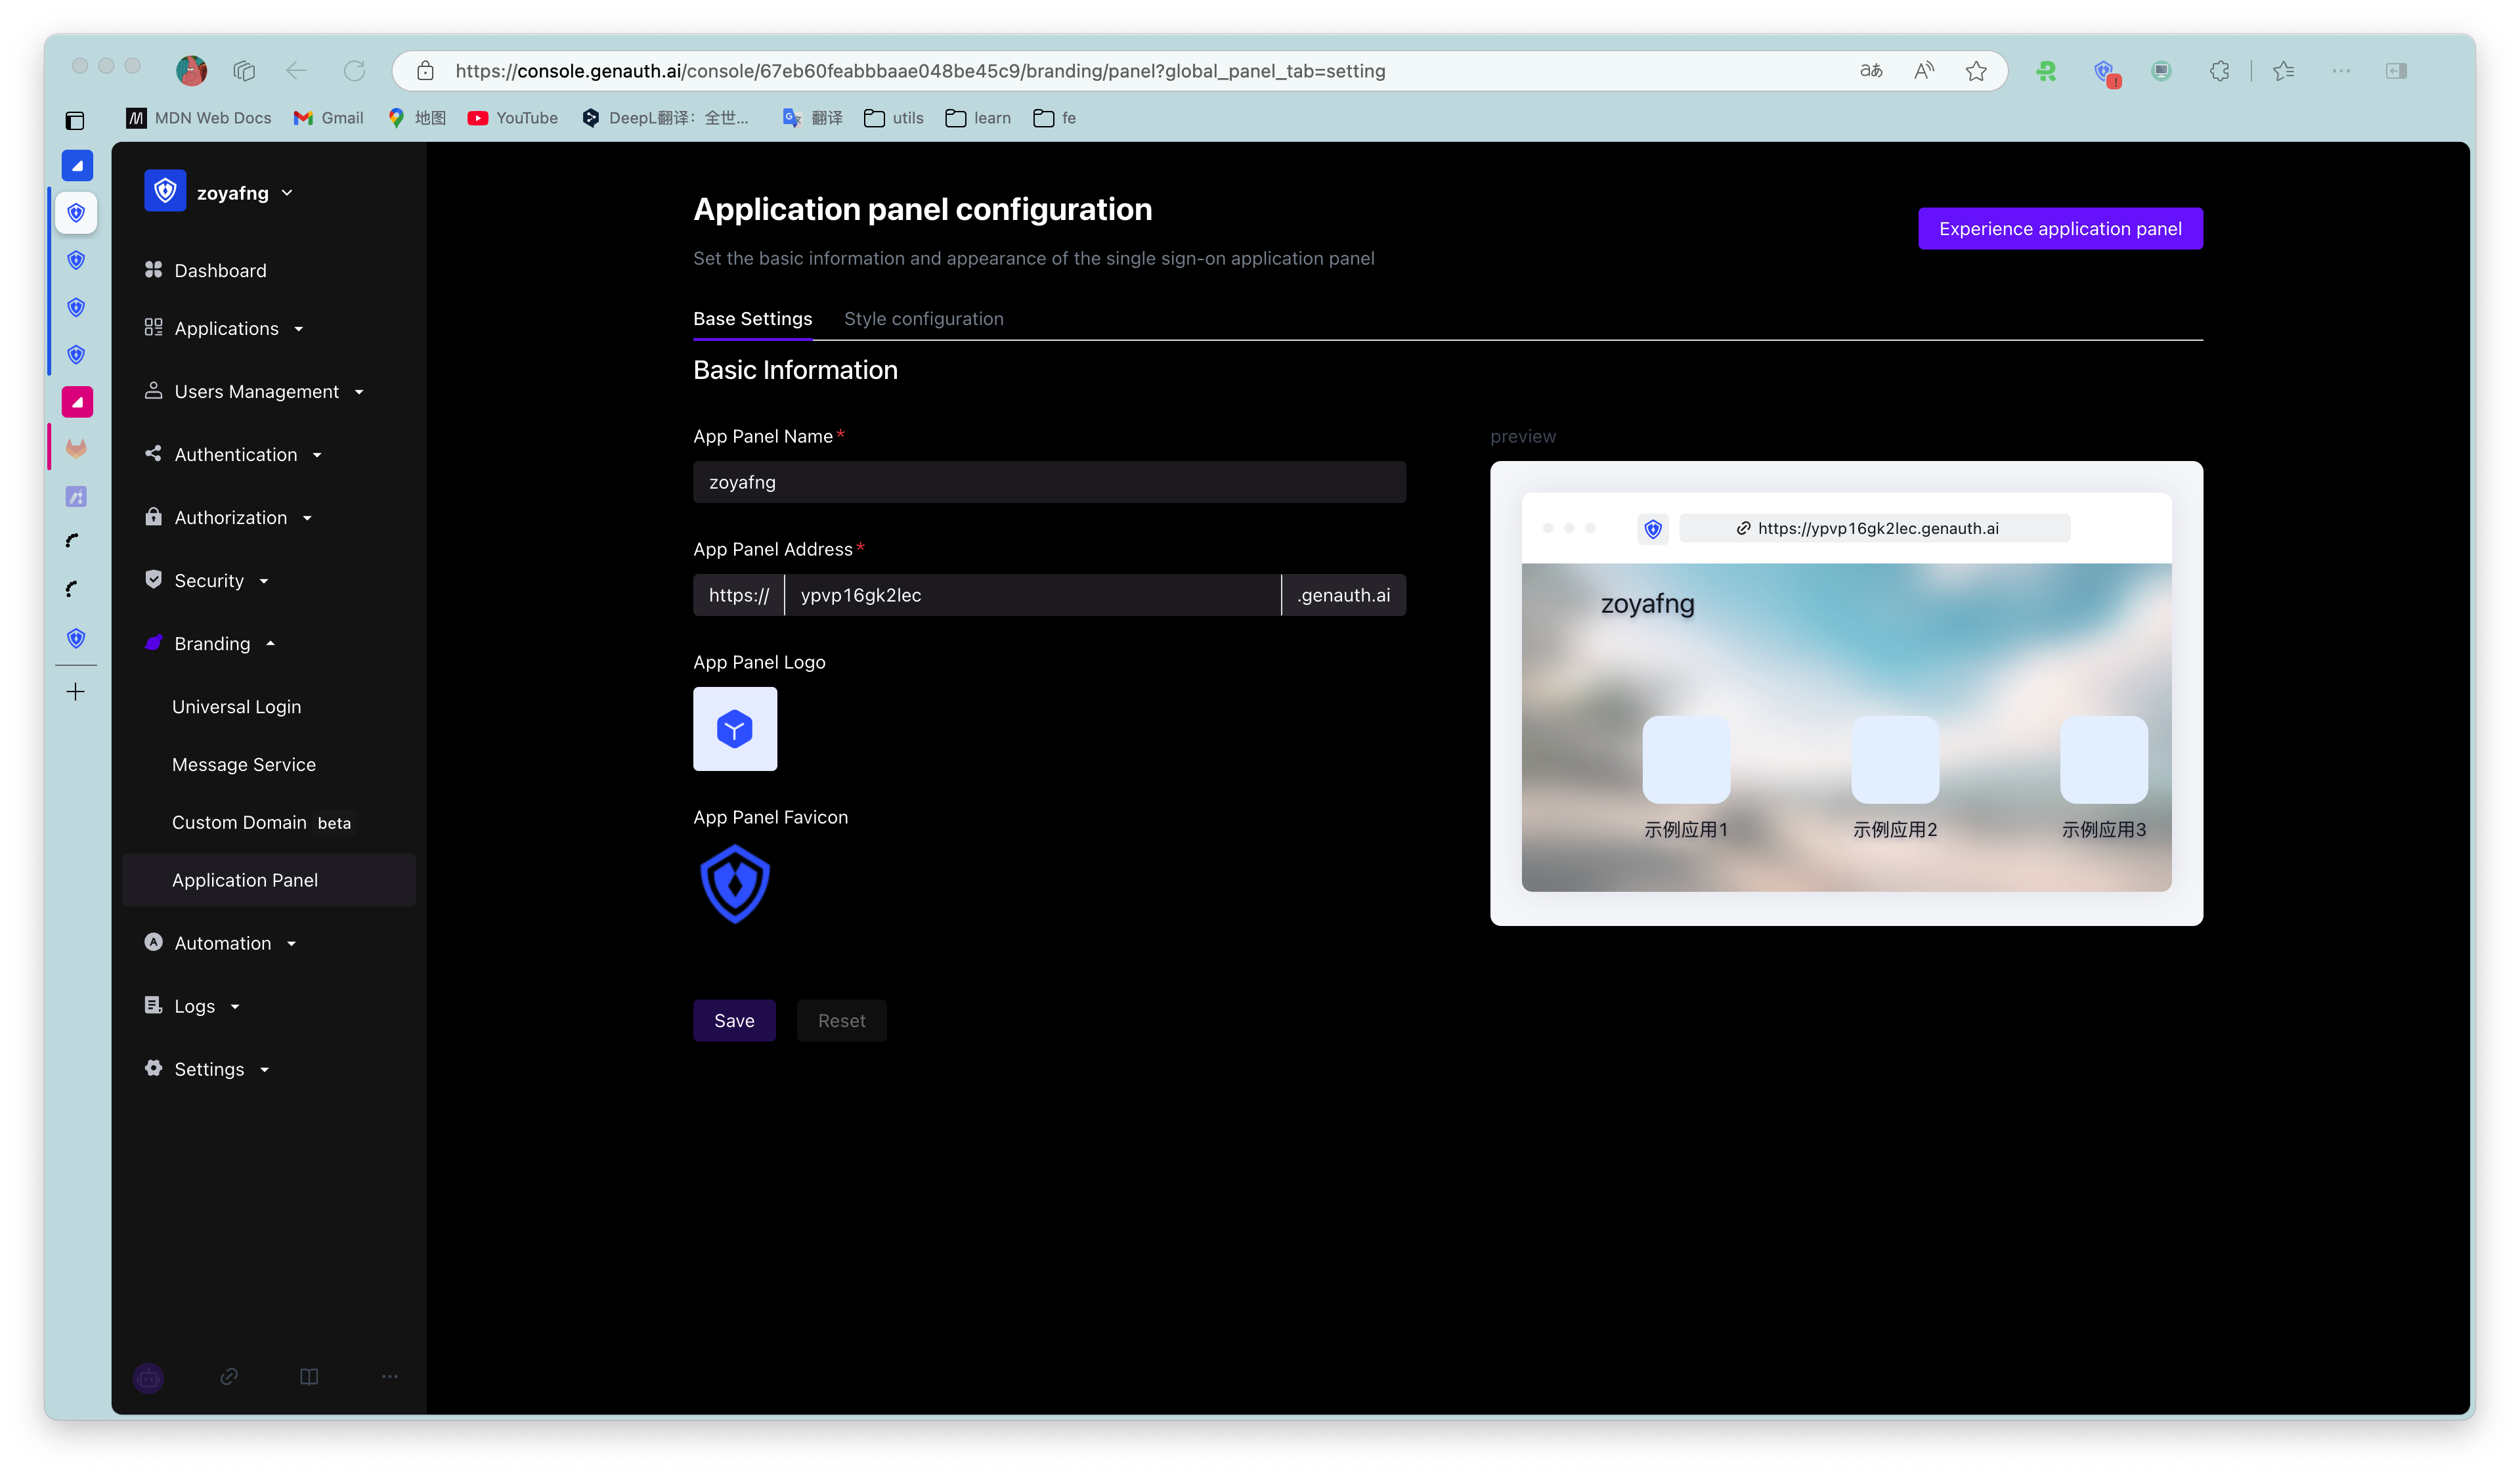 https://console.genauth.ai/console/67eb60feabbbaae048be45c9/branding/panel?global_panel_tab=setting
MDN Web Docs
Gmail
地图
YouTube
DeepL翻译：全世...
翻译
utils
learn
fe
zoyafng
Dashboard
Applications
Users Management
Authentication
Authorization
Security
Branding
Universal Login
Message Service
Custom Domain beta
Application Panel
Automation
Logs
Settings
Application panel configuration
Set the basic information and appearance of the single sign-on application panel
Experience application panel
Base Settings
Style configuration
Basic Information
App Panel Name*
zoyafng
App Panel Address*
https://
ypvp16gk2lec
.genauth.ai
App Panel Logo
App Panel Favicon
Save
Reset
preview
https://ypvp16gk2lec.genauth.ai
zoyafng
示例应用1
示例应用2
示例应用3